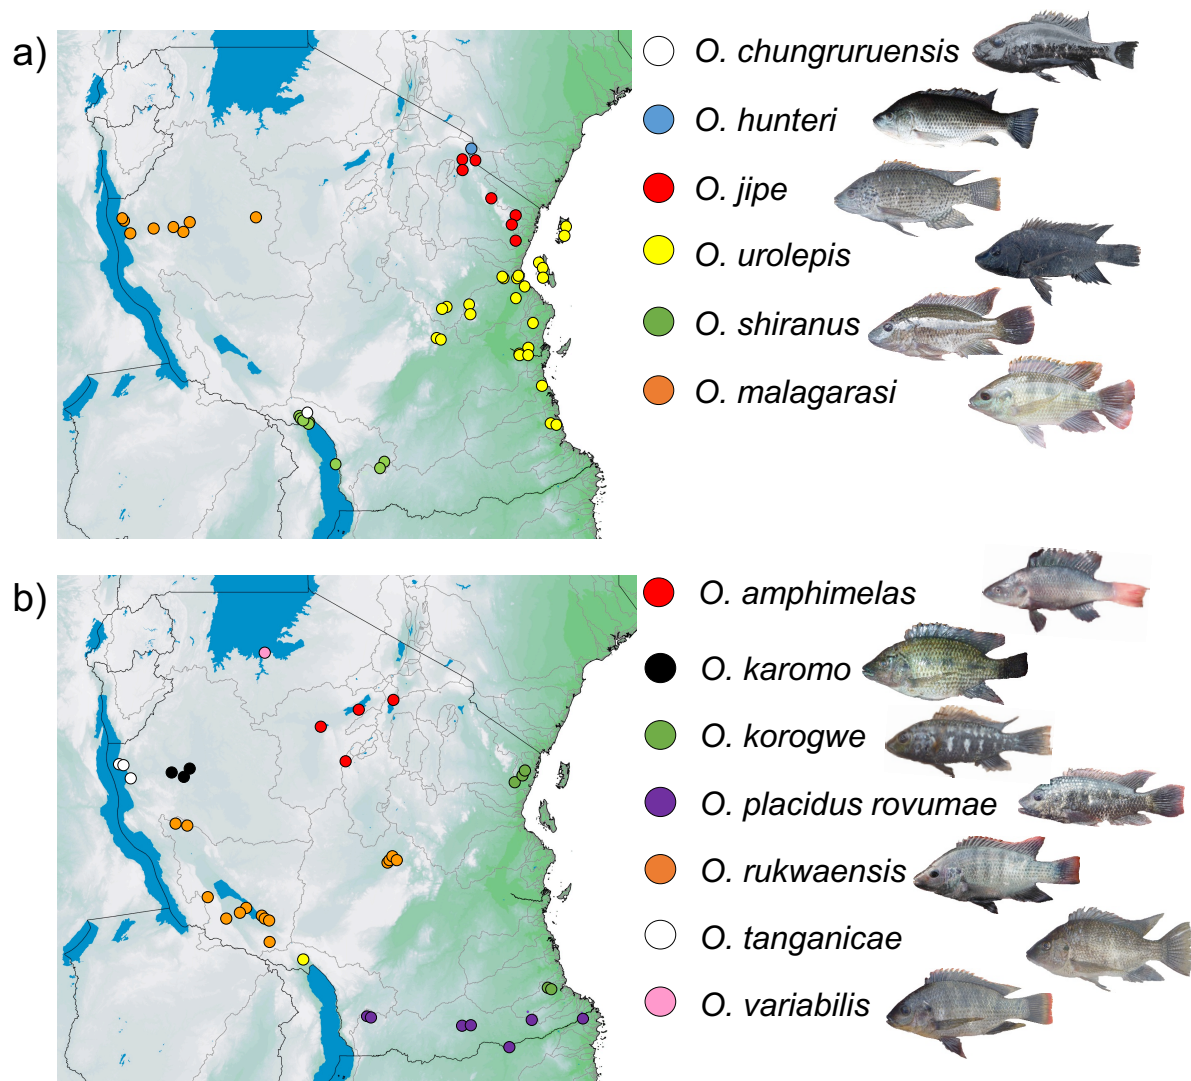 a)
O. chungruruensis
O. hunteri
O. jipe
O. urolepis
O. shiranus
O. malagarasi
b)
O. amphimelas
O. karomo
O. korogwe
O. placidus rovumae
O. rukwaensis
O. tanganicae
O. variabilis